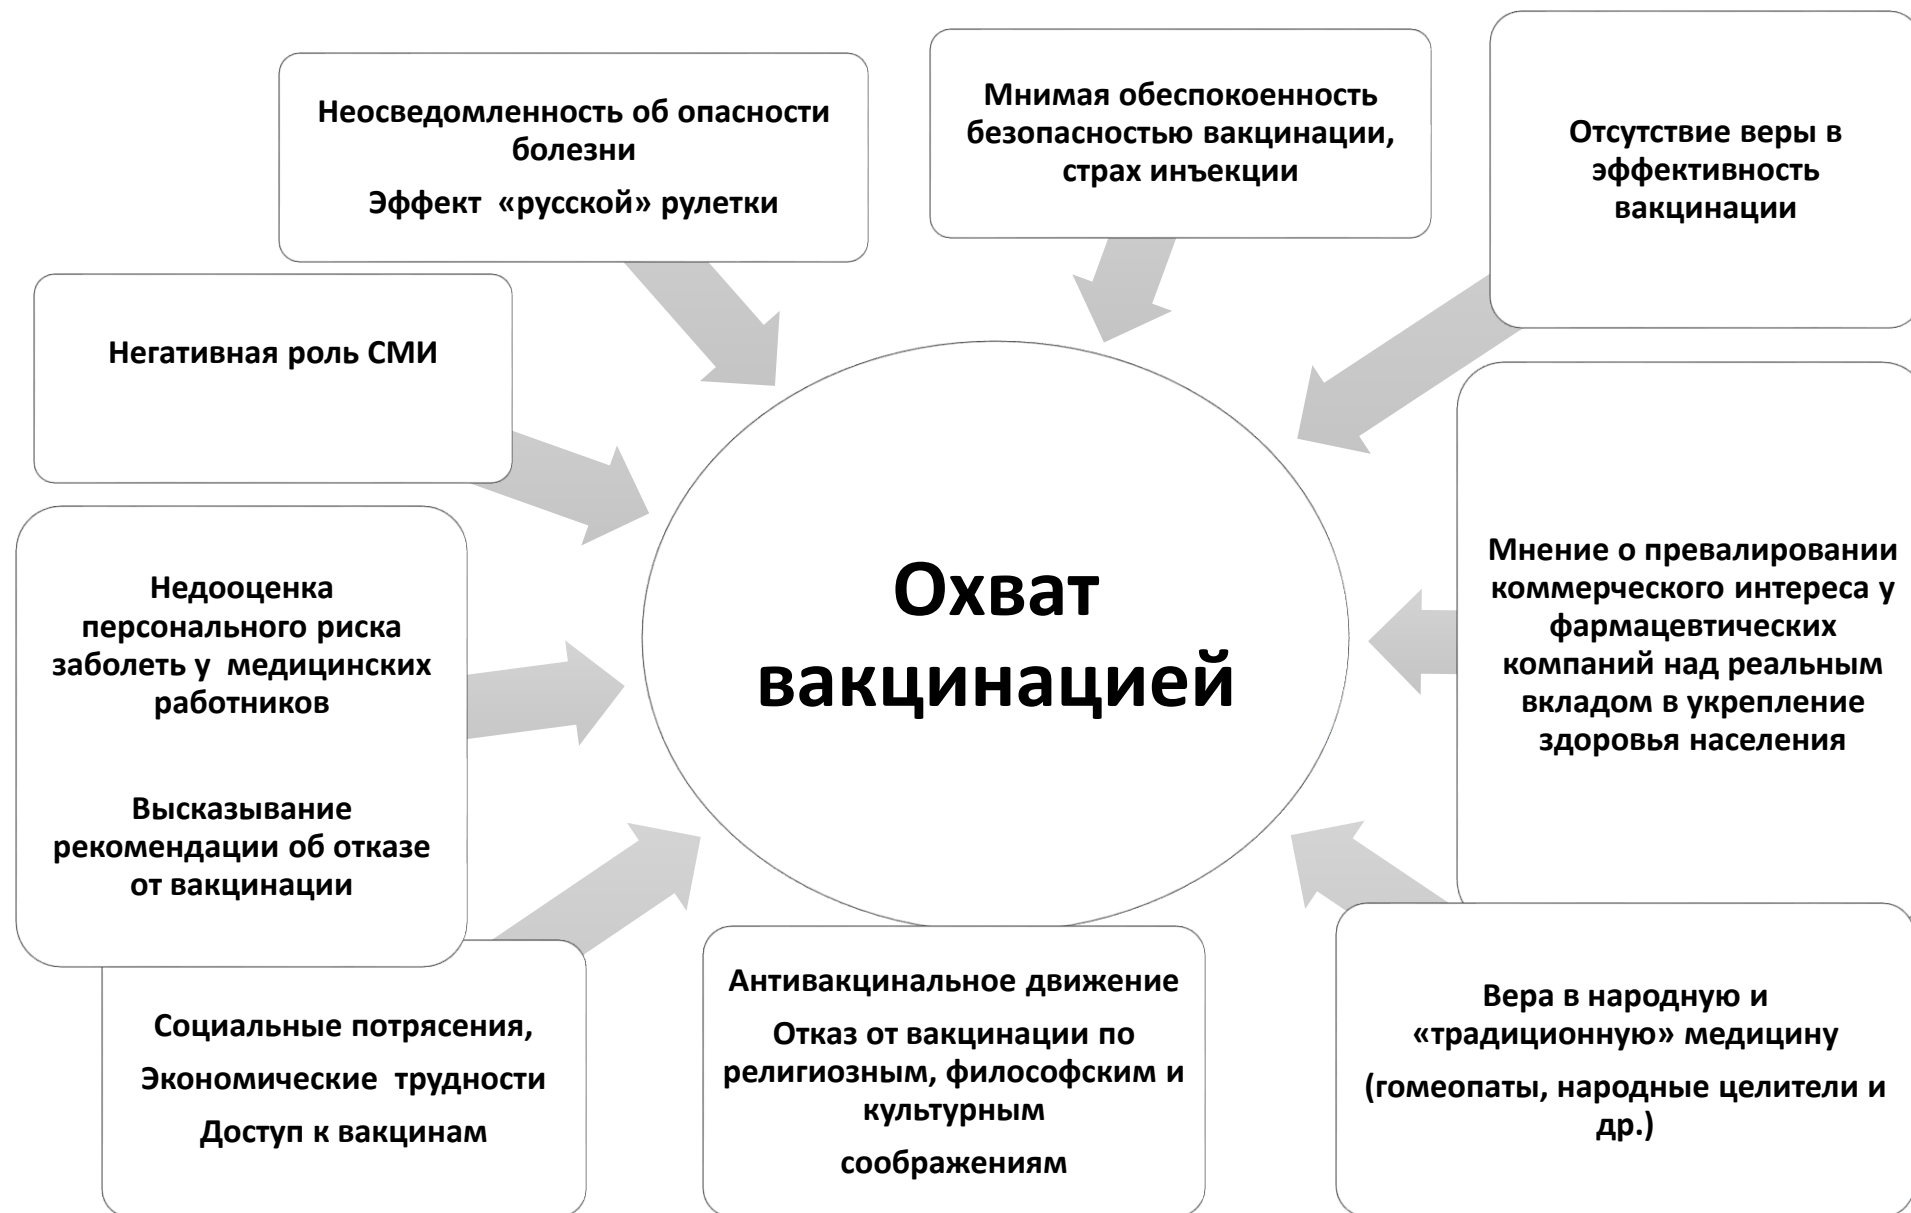 Неосведомленность об опасности
болезни
Эффект «русской» рулетки
Мнимая обеспокоенность
безопасностью вакцинации,
страх инъекции
Отсутствие веры в
эффективность
вакцинации
Негативная роль СМИ
Охват
вакцинацией
Недооценка
персонального риска
заболеть у медицинских
работников
Высказывание
рекомендации об отказе
от вакцинации
Мнение о превалировании
коммерческого интереса у
фармацевтических
компаний над реальным
вкладом в укрепление
здоровья населения
Социальные потрясения,
Экономические трудности
Доступ к вакцинам
Антивакцинальное движение
Отказ от вакцинации по
религиозным, философским и
культурным
соображениям
Вера в народную и
«традиционную» медицину
(гомеопаты, народные целители и
др.)